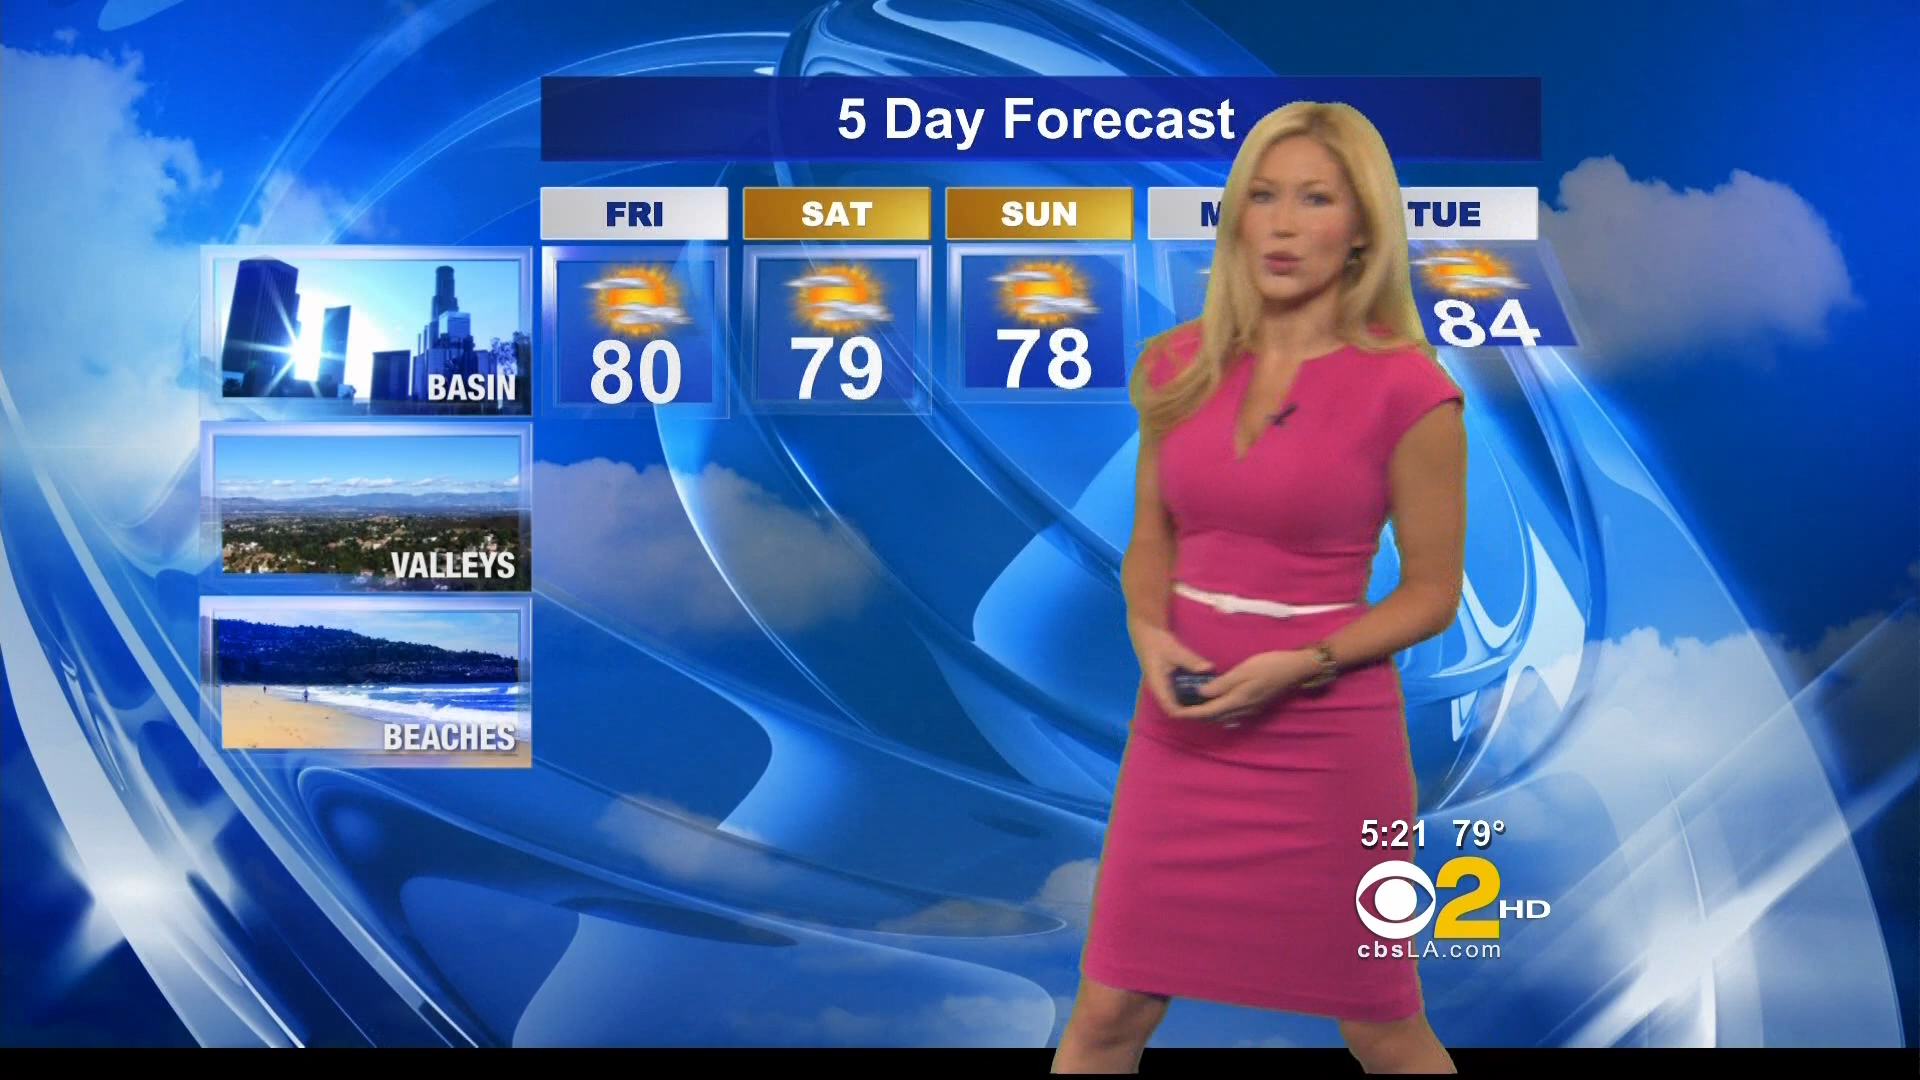 5 Day Forecast
FRI SAT SUN TUE
BASIN 80 79 78 84
VALLEYS
BEACHES
5:21 79°
2 HD
cbsLA.com